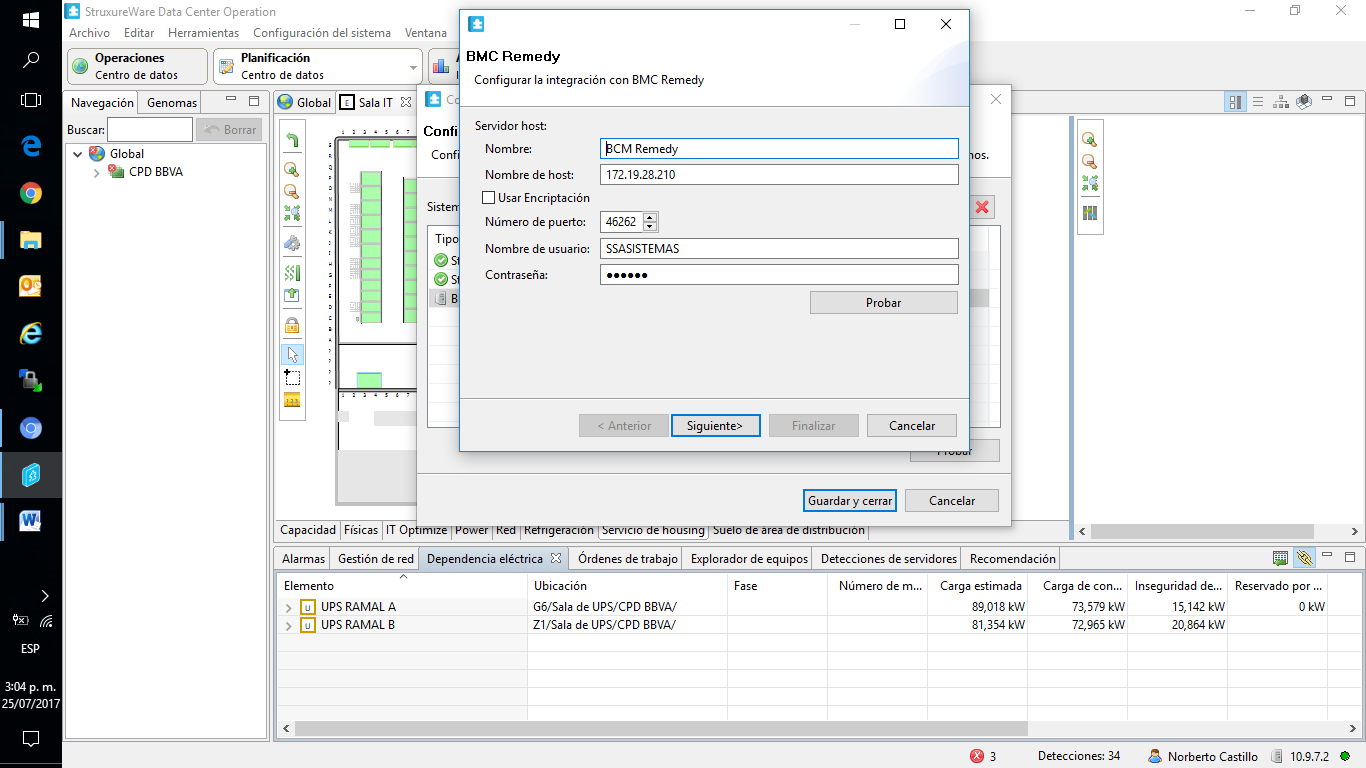 StruxureWare Data Center Operation
Archivo Editar Herramientas Configuración del sistema Ventana
Operaciones
Centro de datos
Planificación
Centro de datos
Navegación Genomas
Buscar: Borrar
Global
CPD BBVA
Global Sala IT
BMC Remedy
Configurar la integración con BMC Remedy
Servidor host:
Nombre: BCM Remedy
Nombre de host: 172.19.28.210
Usar Encriptación
Número de puerto: 46262
Nombre de usuario: SSASISTEMAS
Contraseña: ●●●●●●
Probar
< Anterior Siguiente> Finalizar Cancelar
Confi
Confi nos.
Sistem
Tipo
St
St
B
Probar
Guardar y cerrar Cancelar
Capacidad Físicas IT Optimize Power Red Refrigeración Servicio de housing Suelo de área de distribución
Alarmas Gestión de red Dependencia eléctrica Órdenes de trabajo Explorador de equipos Detecciones de servidores Recomendación
Elemento Ubicación Fase Número de m... Carga estimada Carga de con... Inseguridad de... Reservado por ...
UPS RAMAL A G6/Sala de UPS/CPD BBVA/ 89,018 kW 73,579 kW 15,142 kW 0 kW
UPS RAMAL B Z1/Sala de UPS/CPD BBVA/ 81,354 kW 72,965 kW 20,864 kW
3 Detecciones: 34 Norberto Castillo 10.9.7.2
ESP
3:04 p. m.
25/07/2017